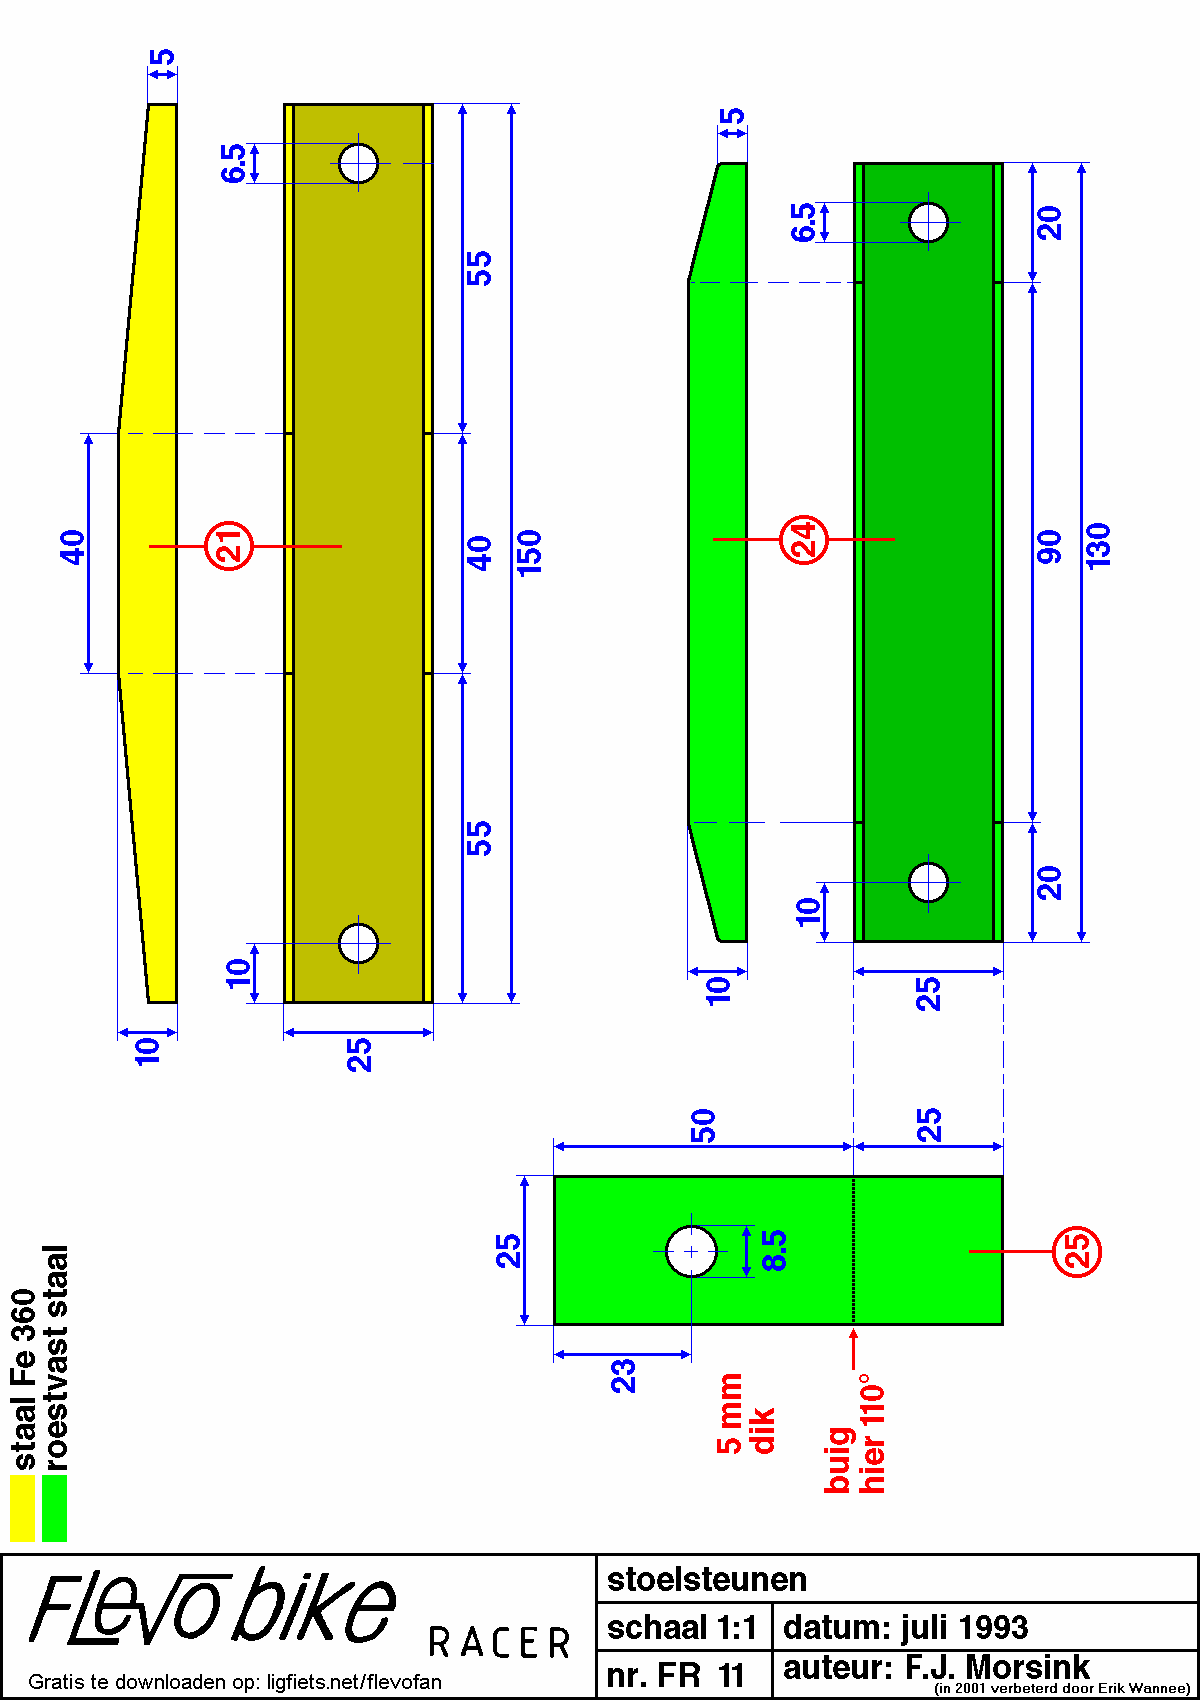 5
6.5
55
40
21
40
150
55
10
10
25
5
6.5
20
24
90
130
10
20
10
25
50
25
25
8.5
25
23
5 mm
dik
buig
hier 110°
staal Fe 360
roestvast staal
Flevobike
RACER
Gratis te downloaden op: ligfiets.net/flevofan
stoelsteunen
schaal 1:1
datum: juli 1993
nr. FR 11
auteur: F.J. Morsink
(in 2001 verbeterd door Erik Wannee)